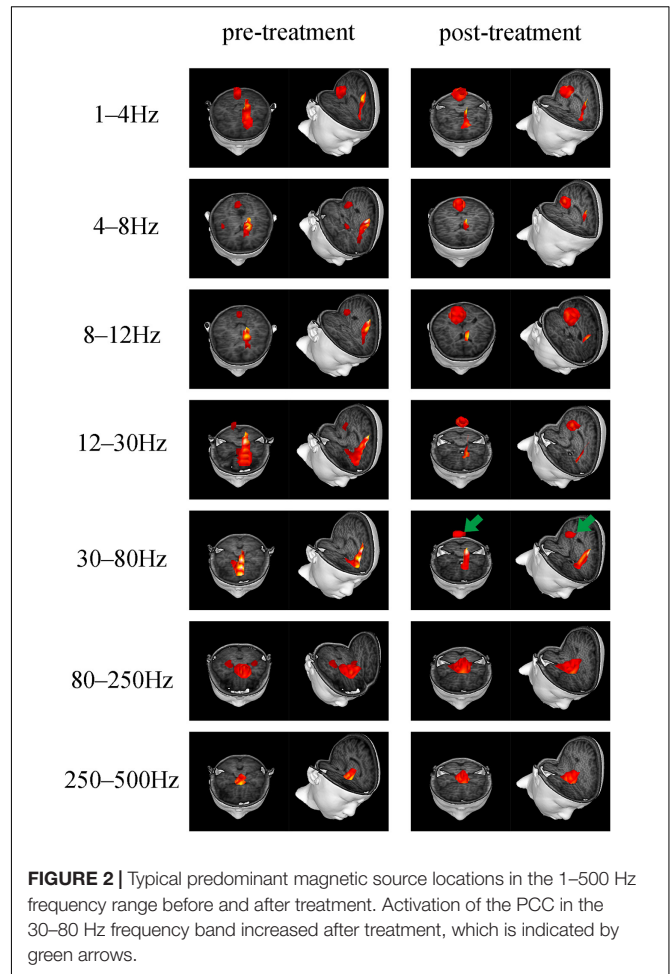 pre-treatment post-treatment
1–4Hz
4–8Hz
8–12Hz
12–30Hz
30–80Hz
80–250Hz
250–500Hz
FIGURE 2 | Typical predominant magnetic source locations in the 1–500 Hz
frequency range before and after treatment. Activation of the PCC in the
30–80 Hz frequency band increased after treatment, which is indicated by
green arrows.